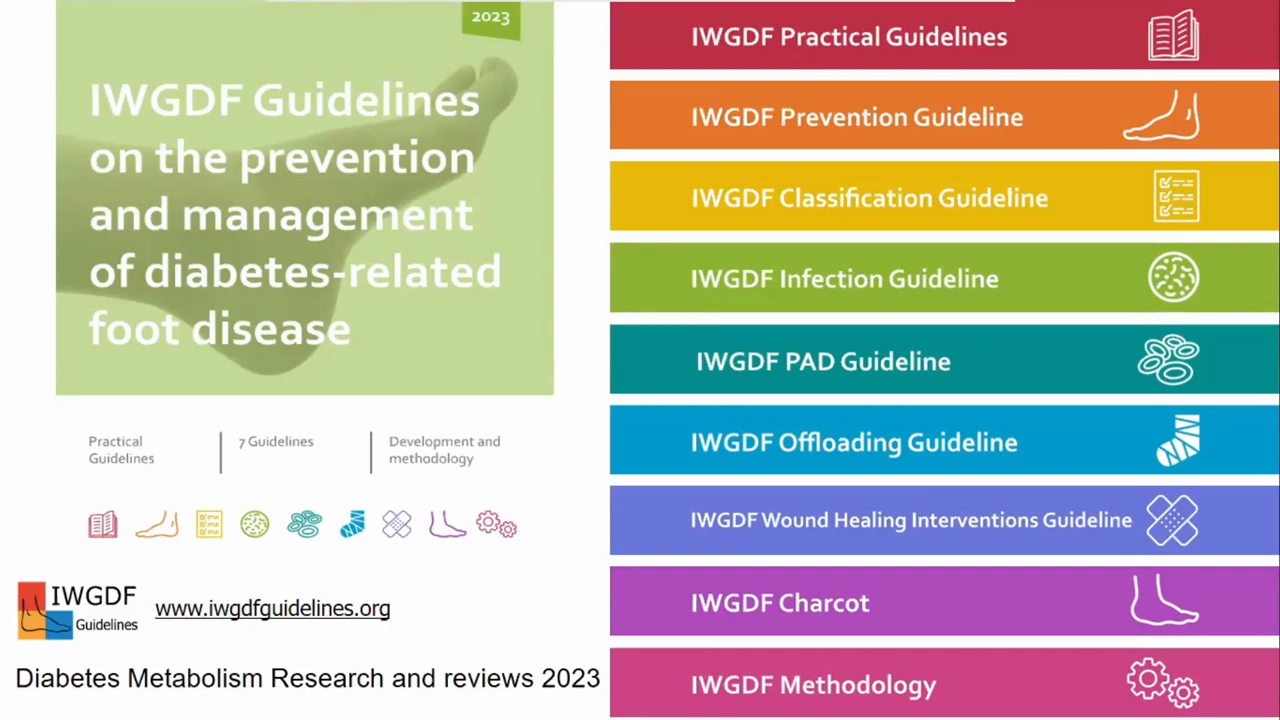 2023
IWGDF Guidelines
on the prevention
and management
of diabetes-related
foot disease
Practical
Guidelines
7 Guidelines
Development and
methodology
IWGDF
Guidelines
www.iwgdfguidelines.org
Diabetes Metabolism Research and reviews 2023
IWGDF Practical Guidelines
IWGDF Prevention Guideline
IWGDF Classification Guideline
IWGDF Infection Guideline
IWGDF PAD Guideline
IWGDF Offloading Guideline
IWGDF Wound Healing Interventions Guideline
IWGDF Charcot
IWGDF Methodology